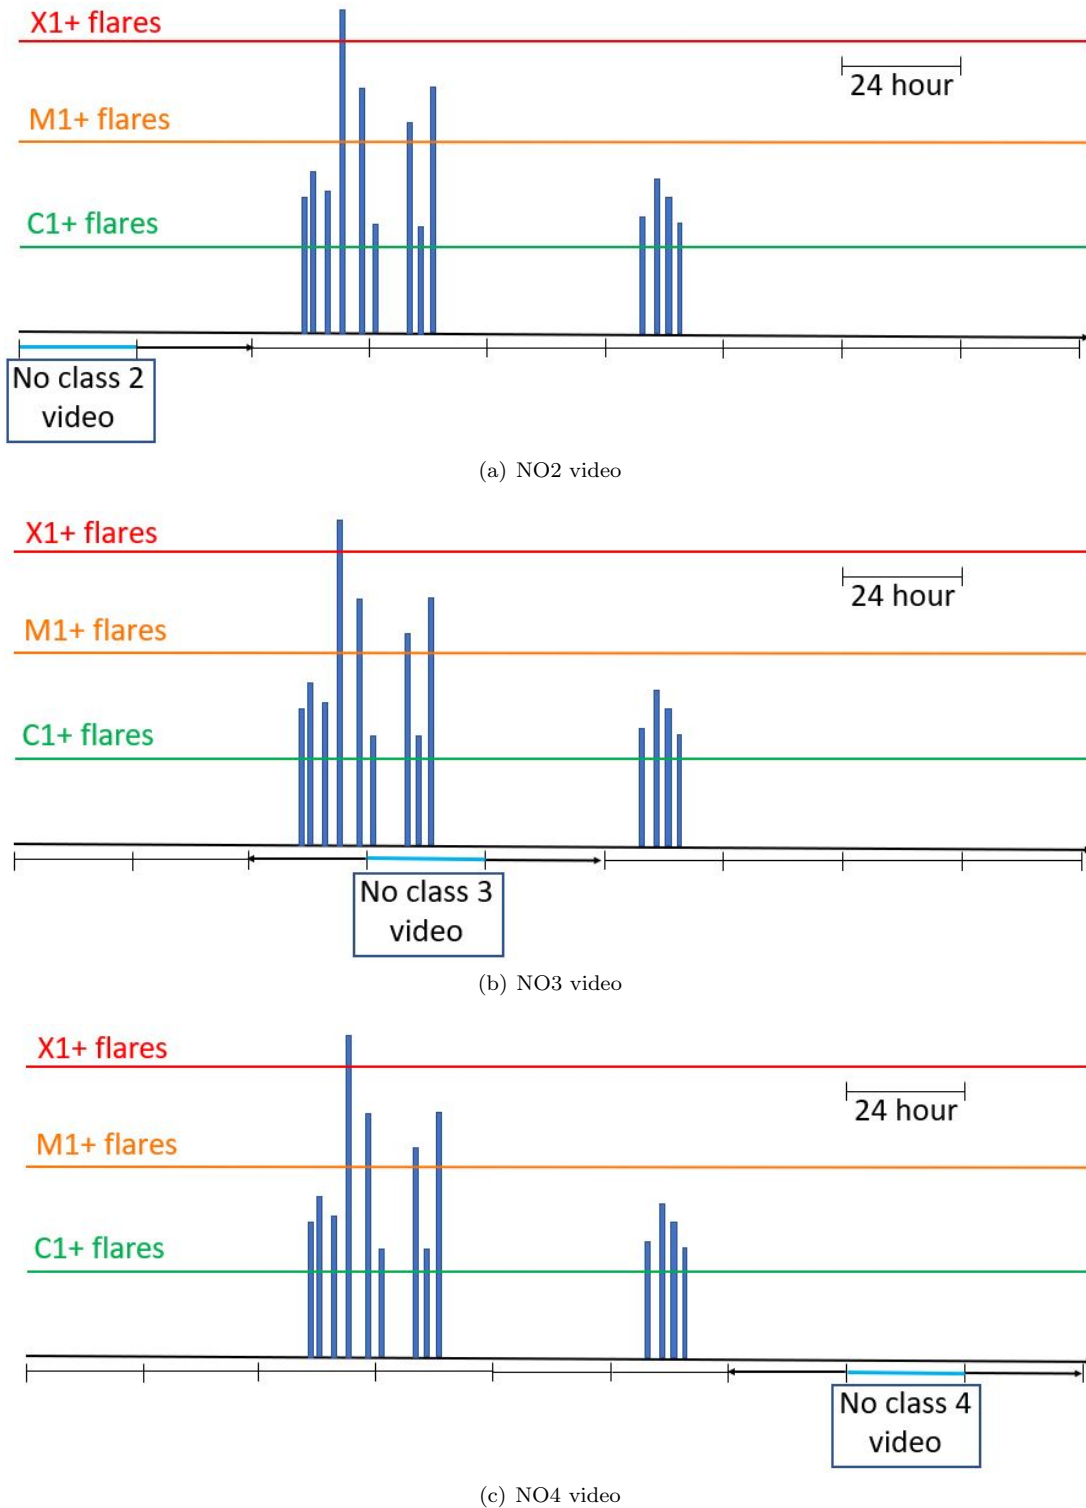 X1+ flares
24 hour
M1+ flares
C1+ flares
No class 2
video
(a) NO2 video
X1+ flares
24 hour
M1+ flares
C1+ flares
No class 3
video
(b) NO3 video
X1+ flares
24 hour
M1+ flares
C1+ flares
No class 4
video
(c) NO4 video